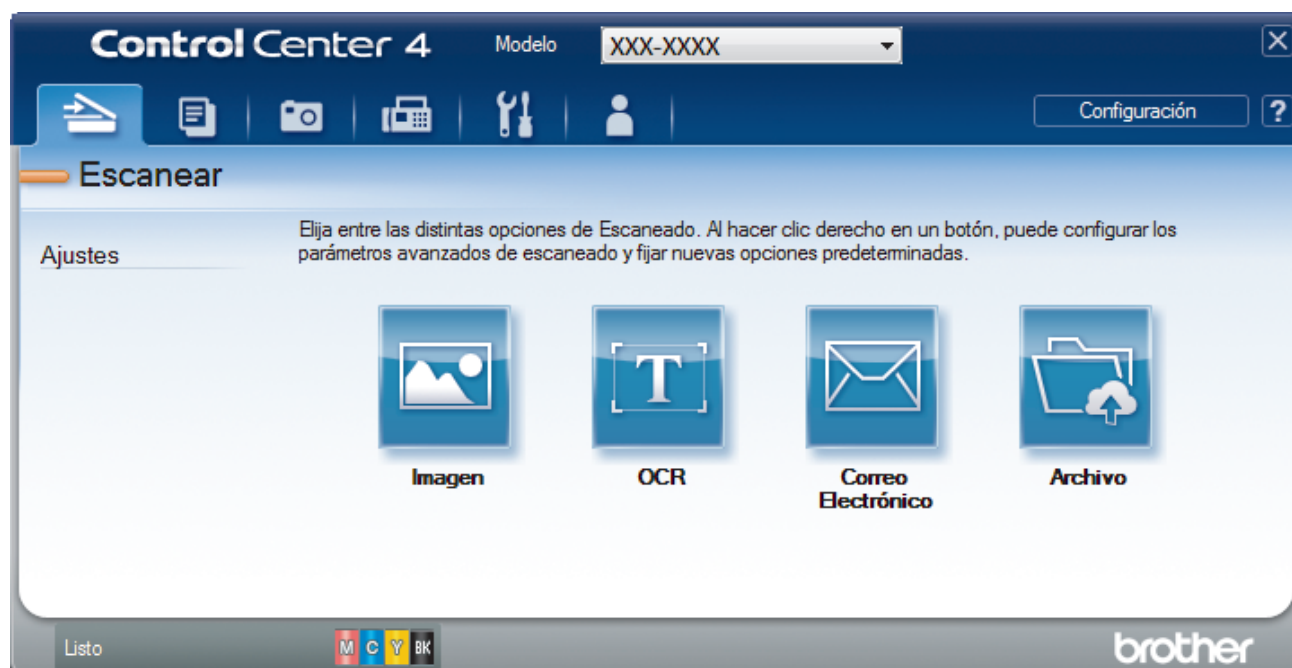 Control Center 4 Modelo XXX-XXXX
Configuración ?
Escanear
Ajustes
Elija entre las distintas opciones de Escaneado. Al hacer clic derecho en un botón, puede configurar los
parámetros avanzados de escaneado y fijar nuevas opciones predeterminadas.
T
Imagen OCR Correo Electrónico Archivo
Listo M C Y BK brother